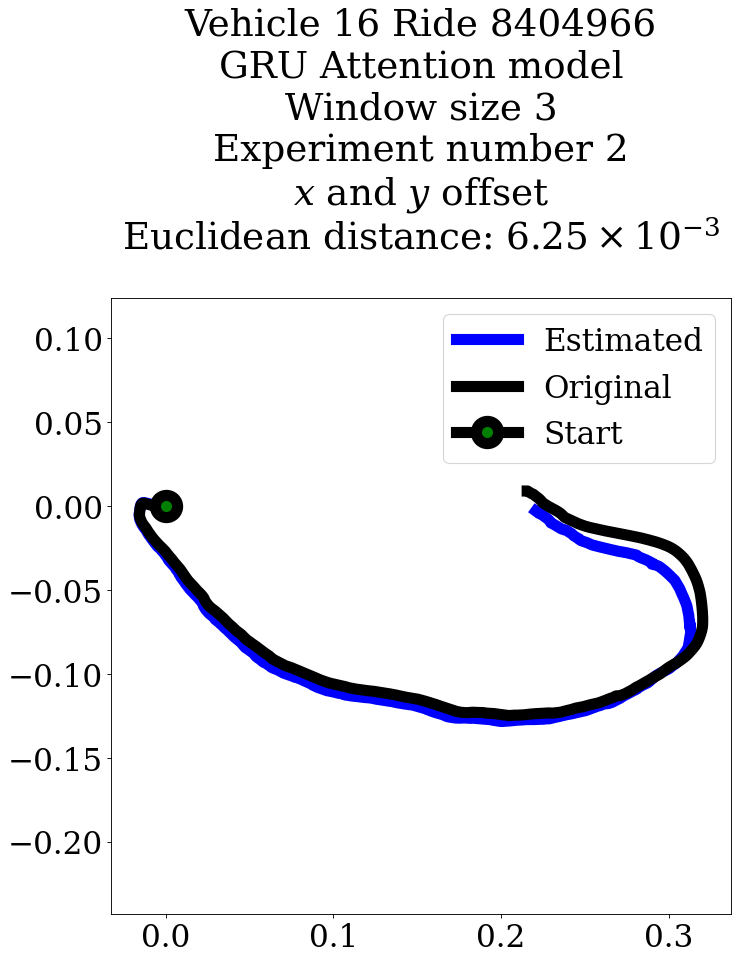 Vehicle 16 Ride 8404966
GRU Attention model
Window size 3
Experiment number 2
x and y offset
Euclidean distance: 6.25 × 10⁻³
Estimated
Original
Start
0.10
0.05
0.00
−0.05
−0.10
−0.15
−0.20
0.0 0.1 0.2 0.3